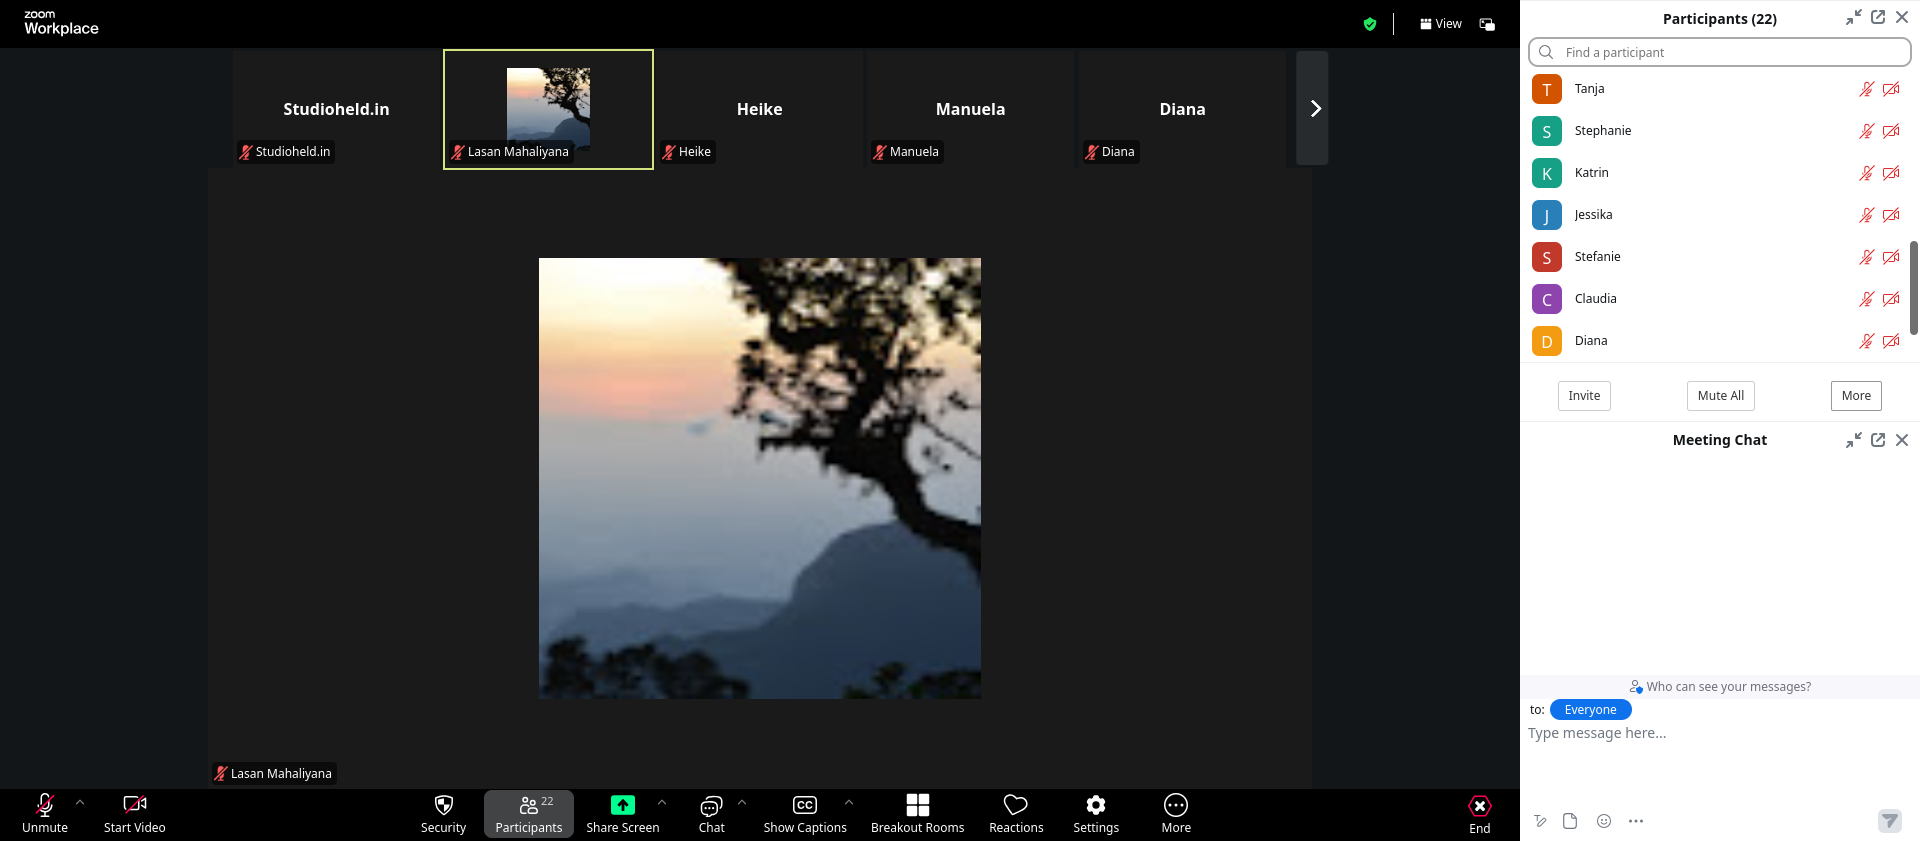 zoom
Workplace
View
Studioheld.in
Heike
Manuela
Diana
Studioheld.in
Lasan Mahaliyana
Heike
Manuela
Diana
Lasan Mahaliyana
Participants (22)
Find a participant
T Tanja
S Stephanie
K Katrin
J Jessika
S Stefanie
C Claudia
D Diana
Invite
Mute All
More
Meeting Chat
Who can see your messages?
to: Everyone
Type message here...
Unmute
Start Video
Security
22
Participants
Share Screen
Chat
CC
Show Captions
Breakout Rooms
Reactions
Settings
More
End